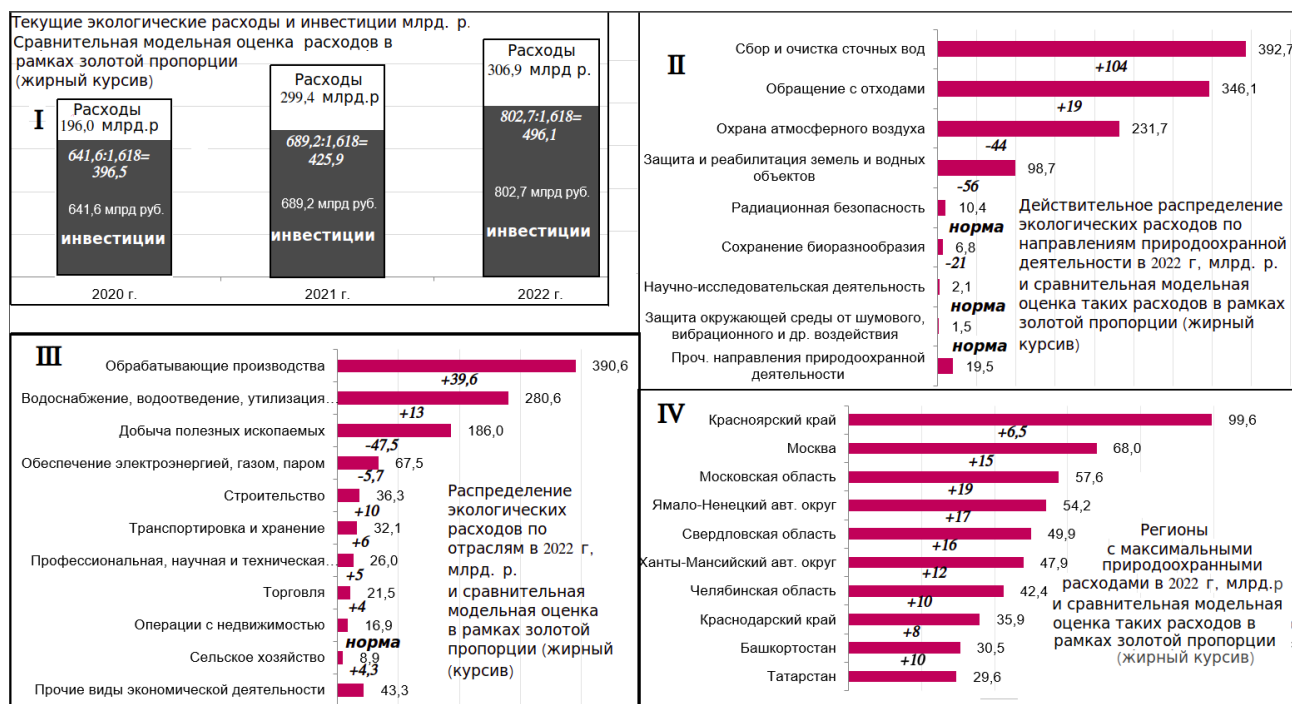 Текущие экологические расходы и инвестиции млрд. р.
Сравнительная модельная оценка расходов в
рамках золотой пропорции
(жирный курсив)
I
Расходы
196,0 млрд.р
641,6:1,618=
396,5
641,6 млрд руб.
инвестиции
2020 г.
Расходы
299,4 млрд.р
689,2:1,618=
425,9
689,2 млрд руб.
инвестиции
2021 г.
Расходы
306,9 млрд р.
802,7:1,618=
496,1
802,7 млрд руб.
инвестиции
2022 г.
II
Сбор и очистка сточных вод 392,7
+104
Обращение с отходами 346,1
+19
Охрана атмосферного воздуха 231,7
-44
Защита и реабилитация земель и водных
объектов 98,7
-56
Радиационная безопасность 10,4
норма
Сохранение биоразнообразия 6,8
-21
Научно-исследовательская деятельность 2,1
норма
Защита окружающей среды от шумового,
вибрационного и др. воздействия 1,5
норма
Проч. направления природоохранной
деятельности 19,5
Действительное распределение
экологических расходов по
направлениям природоохранной
деятельности в 2022 г, млрд. р.
и сравнительная модельная
оценка таких расходов в рамках
золотой пропорции (жирный
курсив)
III
Обрабатывающие производства 390,6
+39,6
Водоснабжение, водоотведение, утилизация… 280,6
+13
Добыча полезных ископаемых 186,0
-47,5
Обеспечение электроэнергией, газом, паром 67,5
-5,7
Строительство 36,3
+10
Транспортировка и хранение 32,1
+6
Профессиональная, научная и техническая… 26,0
+5
Торговля 21,5
+4
Операции с недвижимостью 16,9
норма
Сельское хозяйство 8,9
+4,3
Прочие виды экономической деятельности 43,3
Распределение
экологических
расходов по
отраслям в 2022 г,
млрд. р.
и сравнительная
модельная оценка
в рамках золотой
пропорции (жирный
(курсив)
IV
Красноярский край 99,6
+6,5
Москва 68,0
+15
Московская область 57,6
+19
Ямало-Ненецкий авт. округ 54,2
+17
Свердловская область 49,9
+16
Ханты-Мансийский авт. округ 47,9
+12
Челябинская область 42,4
+10
Краснодарский край 35,9
+8
Башкортостан 30,5
+10
Татарстан 29,6
Регионы
с максимальными
природоохранными
расходами в 2022 г, млрд.р
и сравнительная модельная
оценка таких расходов в
рамках золотой пропорции
(жирный курсив)